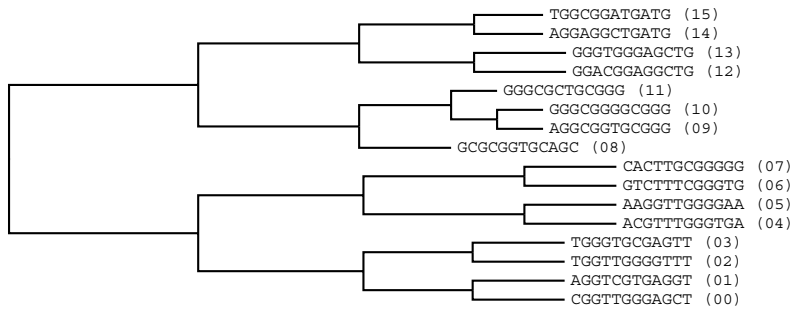 TGGCGGATGATG (15)
AGGAGGCTGATG (14)
GGGTGGGAGCTG (13)
GGACGGAGGCTG (12)
GGGCGCTGCGGG (11)
GGGCGGGGCGGG (10)
AGGCGGTGCGGG (09)
GCGCGGTGCAGC (08)
CACTTGCGGGGG (07)
GTCTTTCGGGTG (06)
AAGGTTGGGGAA (05)
ACGTTTGGGTGA (04)
TGGGTGCGAGTT (03)
TGGTTGGGGTTT (02)
AGGTCGTGAGGT (01)
CGGTTGGGAGCT (00)